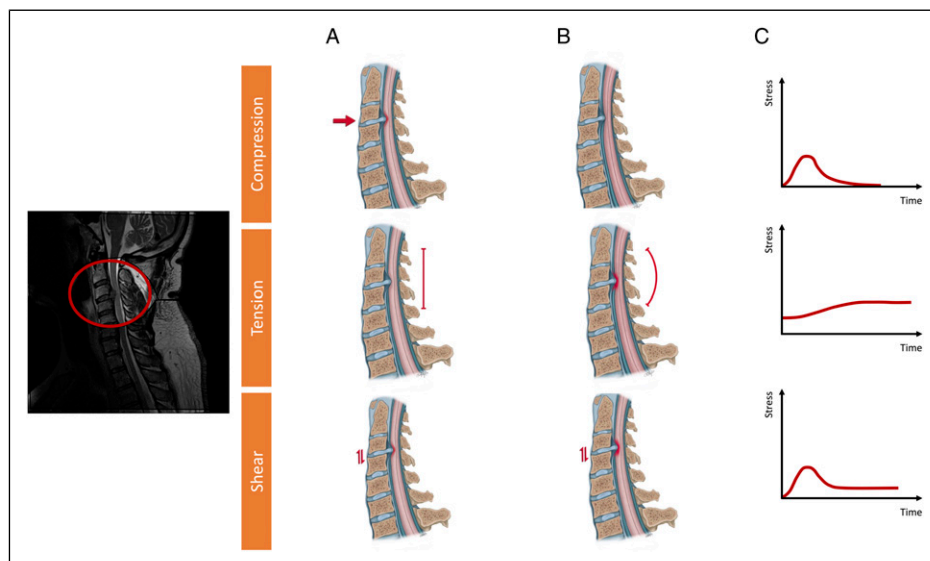 A
B
C
Compression
Stress
Time
Tension
Stress
Time
Shear
Stress
Time